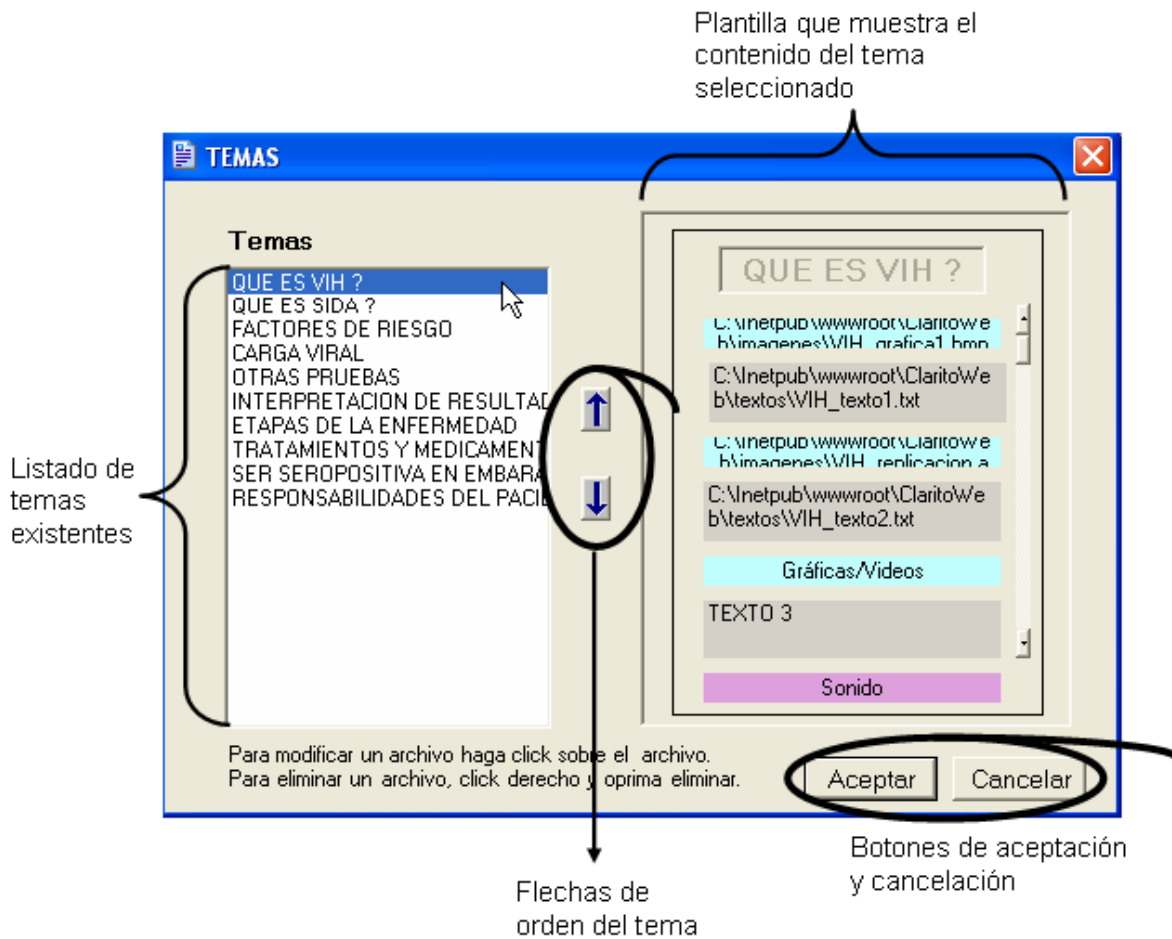 Plantilla que muestra el
contenido del tema
seleccionado
TEMAS
Temas
QUE ES VIH ?
QUE ES SIDA ?
FACTORES DE RIESGO
CARGA VIRAL
OTRAS PRUEBAS
INTERPRETACION DE RESULTAD
ETAPAS DE LA ENFERMEDAD
TRATAMIENTOS Y MEDICAMENT
SER SEROPOSITIVA EN EMBARA
RESPONSABILIDADES DEL PACIE
Listado de
temas
existentes
QUE ES VIH ?
C:\Inetpub\wwwroot\ClaritoWe
b\imagenes\VIH_grafica1.bmp
C:\Inetpub\wwwroot\ClaritoWe
b\textos\VIH_texto1.txt
C:\Inetpub\wwwroot\ClaritoWe
b\imagenes\VIH_replicacion.a
C:\Inetpub\wwwroot\ClaritoWe
b\textos\VIH_texto2.txt
Gráficas/Videos
TEXTO 3
Sonido
Para modificar un archivo haga click sobre el archivo.
Para eliminar un archivo, click derecho y oprima eliminar.
Aceptar
Cancelar
Botones de aceptación
y cancelación
Flechas de
orden del tema